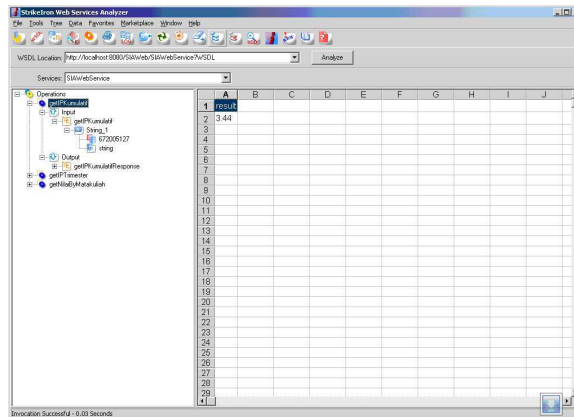 StrikeIron Web Services Analyzer
File Tools Tree Data Favorites Marketplace Window Help
WSDL Location: http://localhost:8080/SIAWeb/SIAWebService?WSDL Analyze
Services: SIAWebService
Operations
getIPKumulatif
Input
getIPKumulatif
String_1
672005127
string
Output
getIPKumulatifResponse
getIPTrimester
getNilaiByMatakuliah
A B C D E F G H I J
1 result
2 3.44
3
4
5
6
7
8
9
10
11
12
13
14
15
16
17
18
19
20
21
22
23
24
25
26
27
28
29
Invocation Successful - 0.03 Seconds